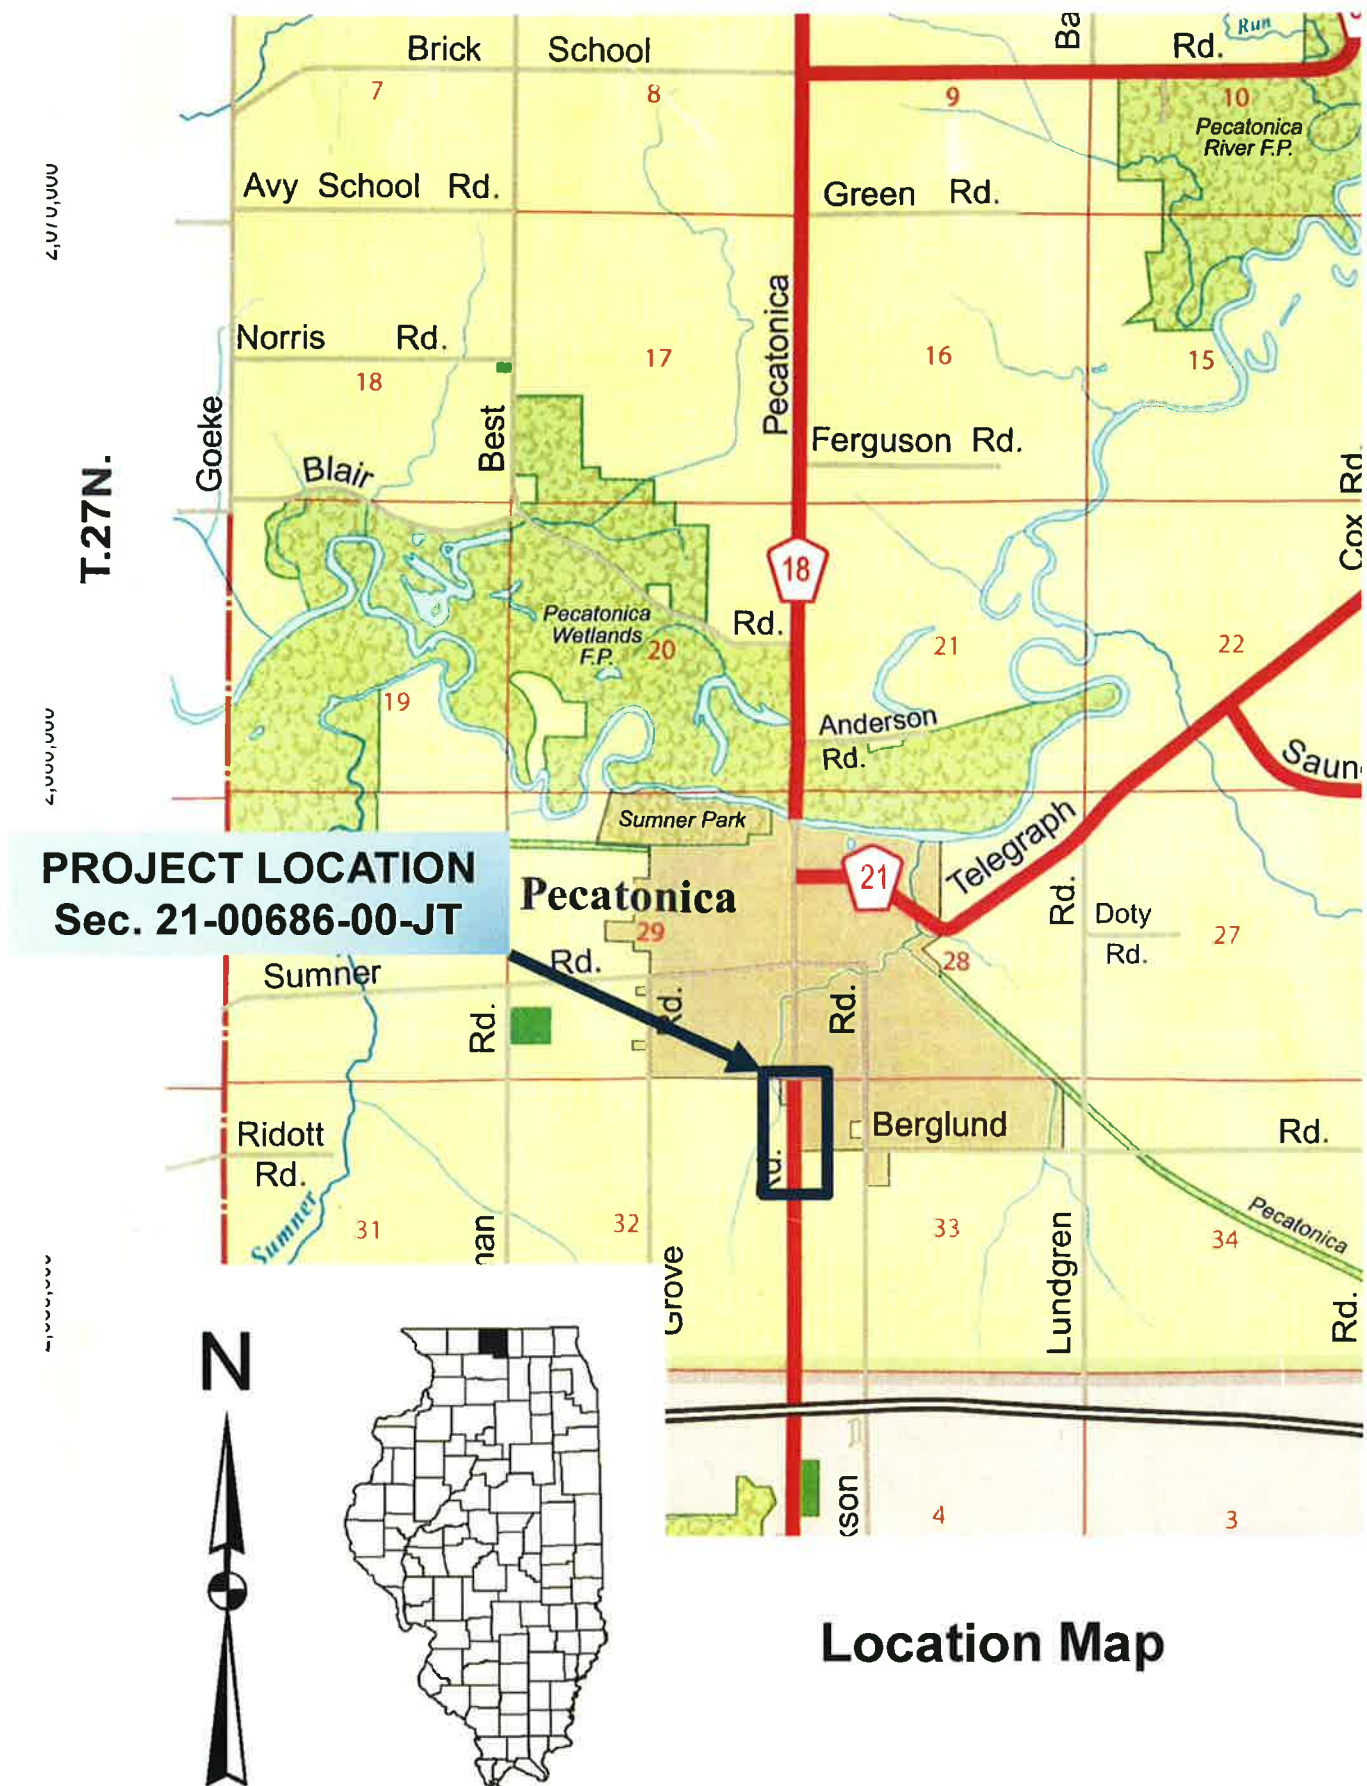 Brick School Rd.
Ba
Run
7
8
9
10
Pecatonica
River F.P.
Avy School Rd.
Green Rd.
Pecatonica
Norris Rd.
18
17
16
15
Goeke
Best
Blair
Ferguson Rd.
Cox Rd.
T.27N.
18
Pecatonica
Wetlands
F.P.
20
Rd.
21
22
19
Anderson
Rd.
Saun
Sumner Park
21
Telegraph
Rd.
PROJECT LOCATION
Sec. 21-00686-00-JT
Pecatonica
29
Doty
Rd.
27
28
Sumner Rd.
Rd.
Rd.
Rd.
Ridott
Rd.
Rd.
Berglund Rd.
Sumner
31
nan
32
33
34
Grove
Lundgren
Pecatonica
Rd.
N
4
3
kson
Location Map